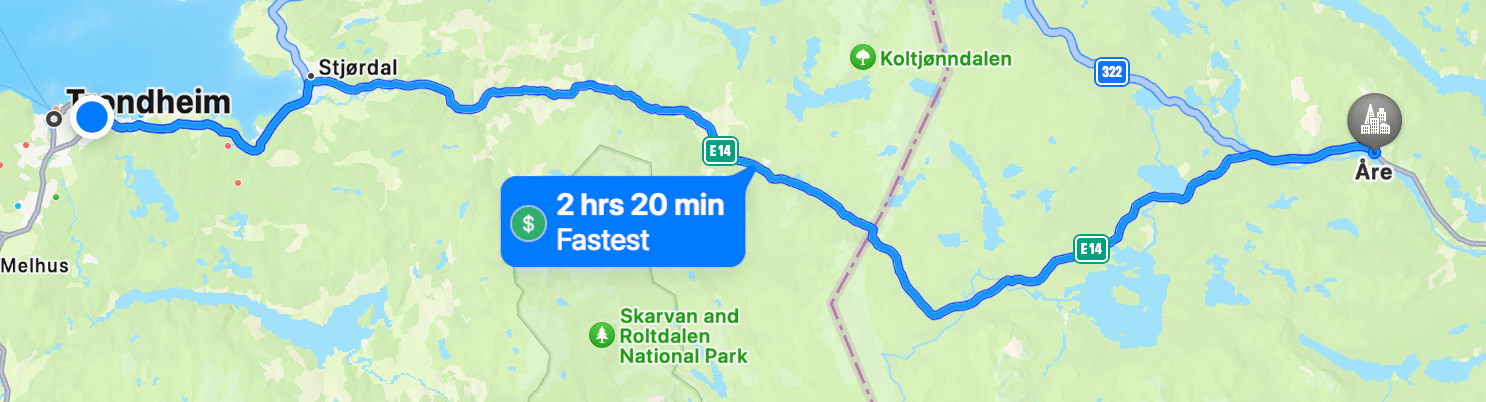 Koltjønndalen
Stjørdal
322
Trondheim
E14
Åre
2 hrs 20 min
$
Fastest
E14
Melhus
Skarvan and
Roltdalen
National Park